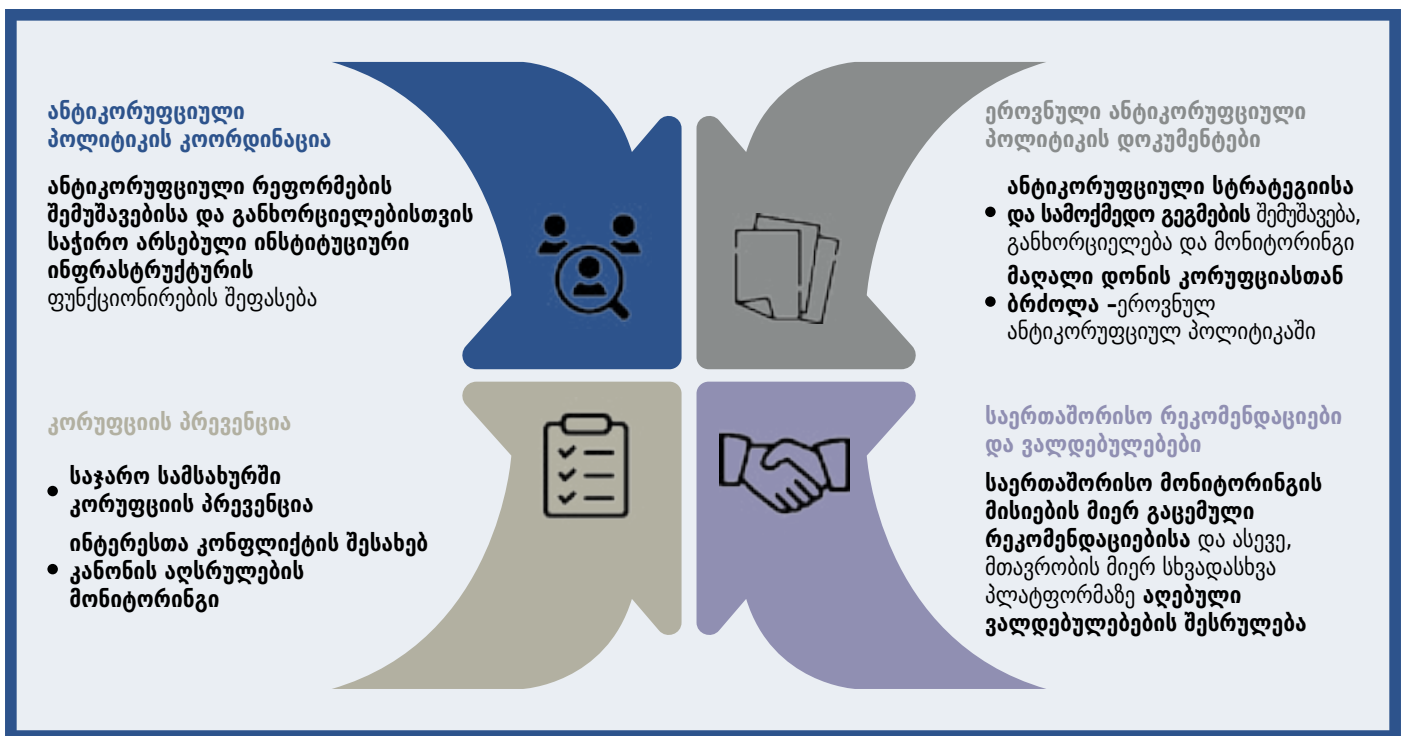 ანტიკორუფციული
პოლიტიკის კოორდინაცია
ანტიკორუფციული რეფორმების
შემუშავებისა და განხორციელებისთვის
საჭირო არსებული ინსტიტუციური
ინფრასტრუქტურის
ფუნქციონირების შეფასება
ეროვნული ანტიკორუფციული
პოლიტიკის დოკუმენტები
ანტიკორუფციული სტრატეგიისა
• და სამოქმედო გეგმების შემუშავება,
განხორციელება და მონიტორინგი
მაღალი დონის კორუფციასთან
• ბრძოლა –ეროვნულ
ანტიკორუფციულ პოლიტიკაში
კორუფციის პრევენცია
• საჯარო სამსახურში
კორუფციის პრევენცია
ინტერესთა კონფლიქტის შესახებ
• კანონის აღსრულების
მონიტორინგი
საერთაშორისო რეკომენდაციები
და ვალდებულებები
საერთაშორისო მონიტორინგის
მისიების მიერ გაცემული
რეკომენდაციებისა და ასევე,
მთავრობის მიერ სხვადასხვა
პლატფორმაზე აღებული
ვალდებულებების შესრულება